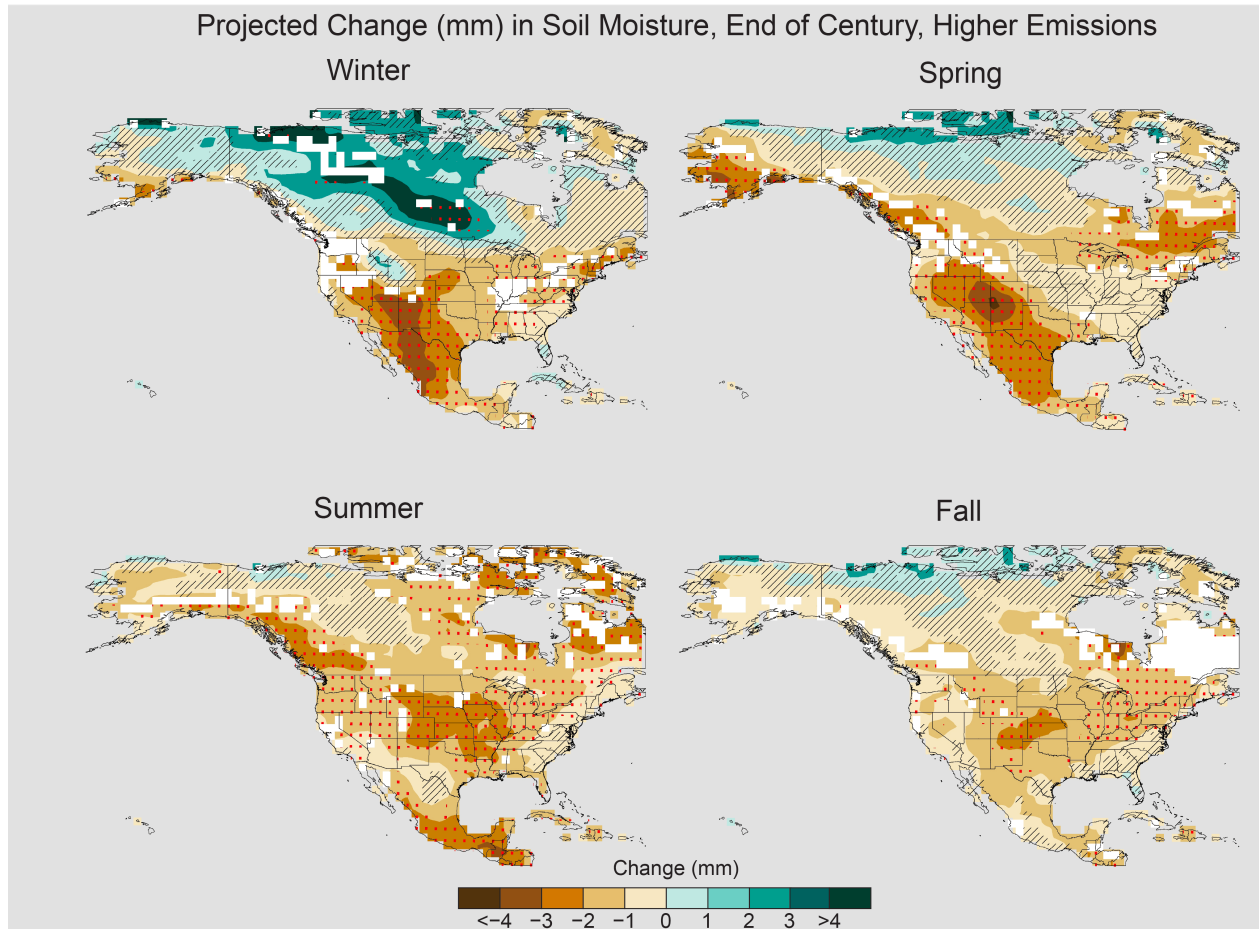 Projected Change (mm) in Soil Moisture, End of Century, Higher Emissions
Winter
Spring
Summer
Fall
Change (mm)
<−4 −3 −2 −1 0 1 2 3 >4